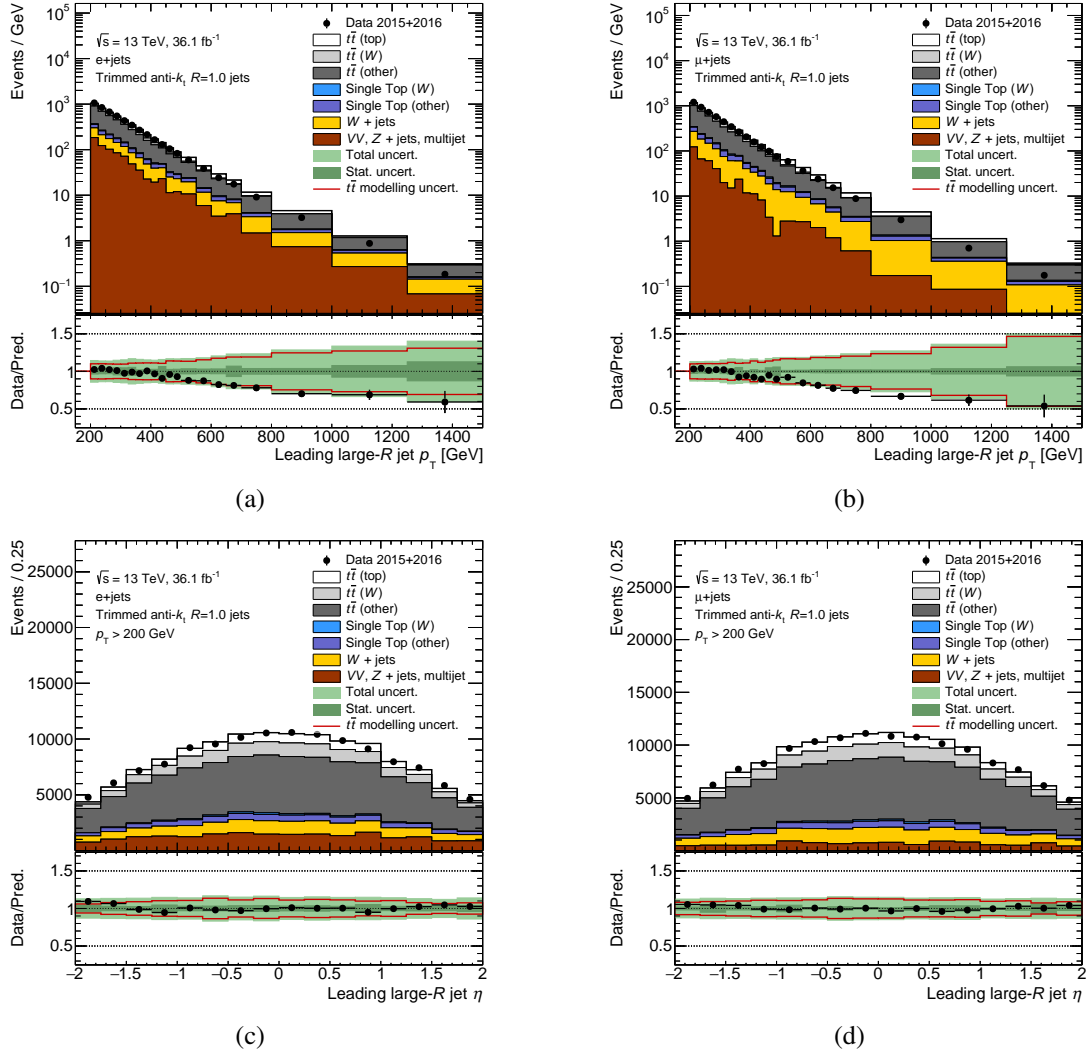 Events / GeV
10⁵
10⁴
10³
10²
10
1
10⁻¹
√s = 13 TeV, 36.1 fb⁻¹
e+jets
Trimmed anti-kₜ R=1.0 jets
Data 2015+2016
tt̄ (top)
tt̄ (W)
tt̄ (other)
Single Top (W)
Single Top (other)
W + jets
VV, Z + jets, multijet
Total uncert.
Stat. uncert.
tt̄ modelling uncert.
Data/Pred.
1.5
1
0.5
200 400 600 800 1000 1200 1400
Leading large-R jet p_T [GeV]
(a)
Events / GeV
10⁵
10⁴
10³
10²
10
1
10⁻¹
√s = 13 TeV, 36.1 fb⁻¹
μ+jets
Trimmed anti-kₜ R=1.0 jets
Data 2015+2016
tt̄ (top)
tt̄ (W)
tt̄ (other)
Single Top (W)
Single Top (other)
W + jets
VV, Z + jets, multijet
Total uncert.
Stat. uncert.
tt̄ modelling uncert.
Data/Pred.
1.5
1
0.5
200 400 600 800 1000 1200 1400
Leading large-R jet p_T [GeV]
(b)
Events / 0.25
25000
20000
15000
10000
5000
√s = 13 TeV, 36.1 fb⁻¹
e+jets
Trimmed anti-kₜ R=1.0 jets
p_T > 200 GeV
Data 2015+2016
tt̄ (top)
tt̄ (W)
tt̄ (other)
Single Top (W)
Single Top (other)
W + jets
VV, Z + jets, multijet
Total uncert.
Stat. uncert.
tt̄ modelling uncert.
Data/Pred.
1.5
1
0.5
−2 −1.5 −1 −0.5 0 0.5 1 1.5 2
Leading large-R jet η
(c)
Events / 0.25
25000
20000
15000
10000
5000
√s = 13 TeV, 36.1 fb⁻¹
μ+jets
Trimmed anti-kₜ R=1.0 jets
p_T > 200 GeV
Data 2015+2016
tt̄ (top)
tt̄ (W)
tt̄ (other)
Single Top (W)
Single Top (other)
W + jets
VV, Z + jets, multijet
Total uncert.
Stat. uncert.
tt̄ modelling uncert.
Data/Pred.
1.5
1
0.5
−2 −1.5 −1 −0.5 0 0.5 1 1.5 2
Leading large-R jet η
(d)